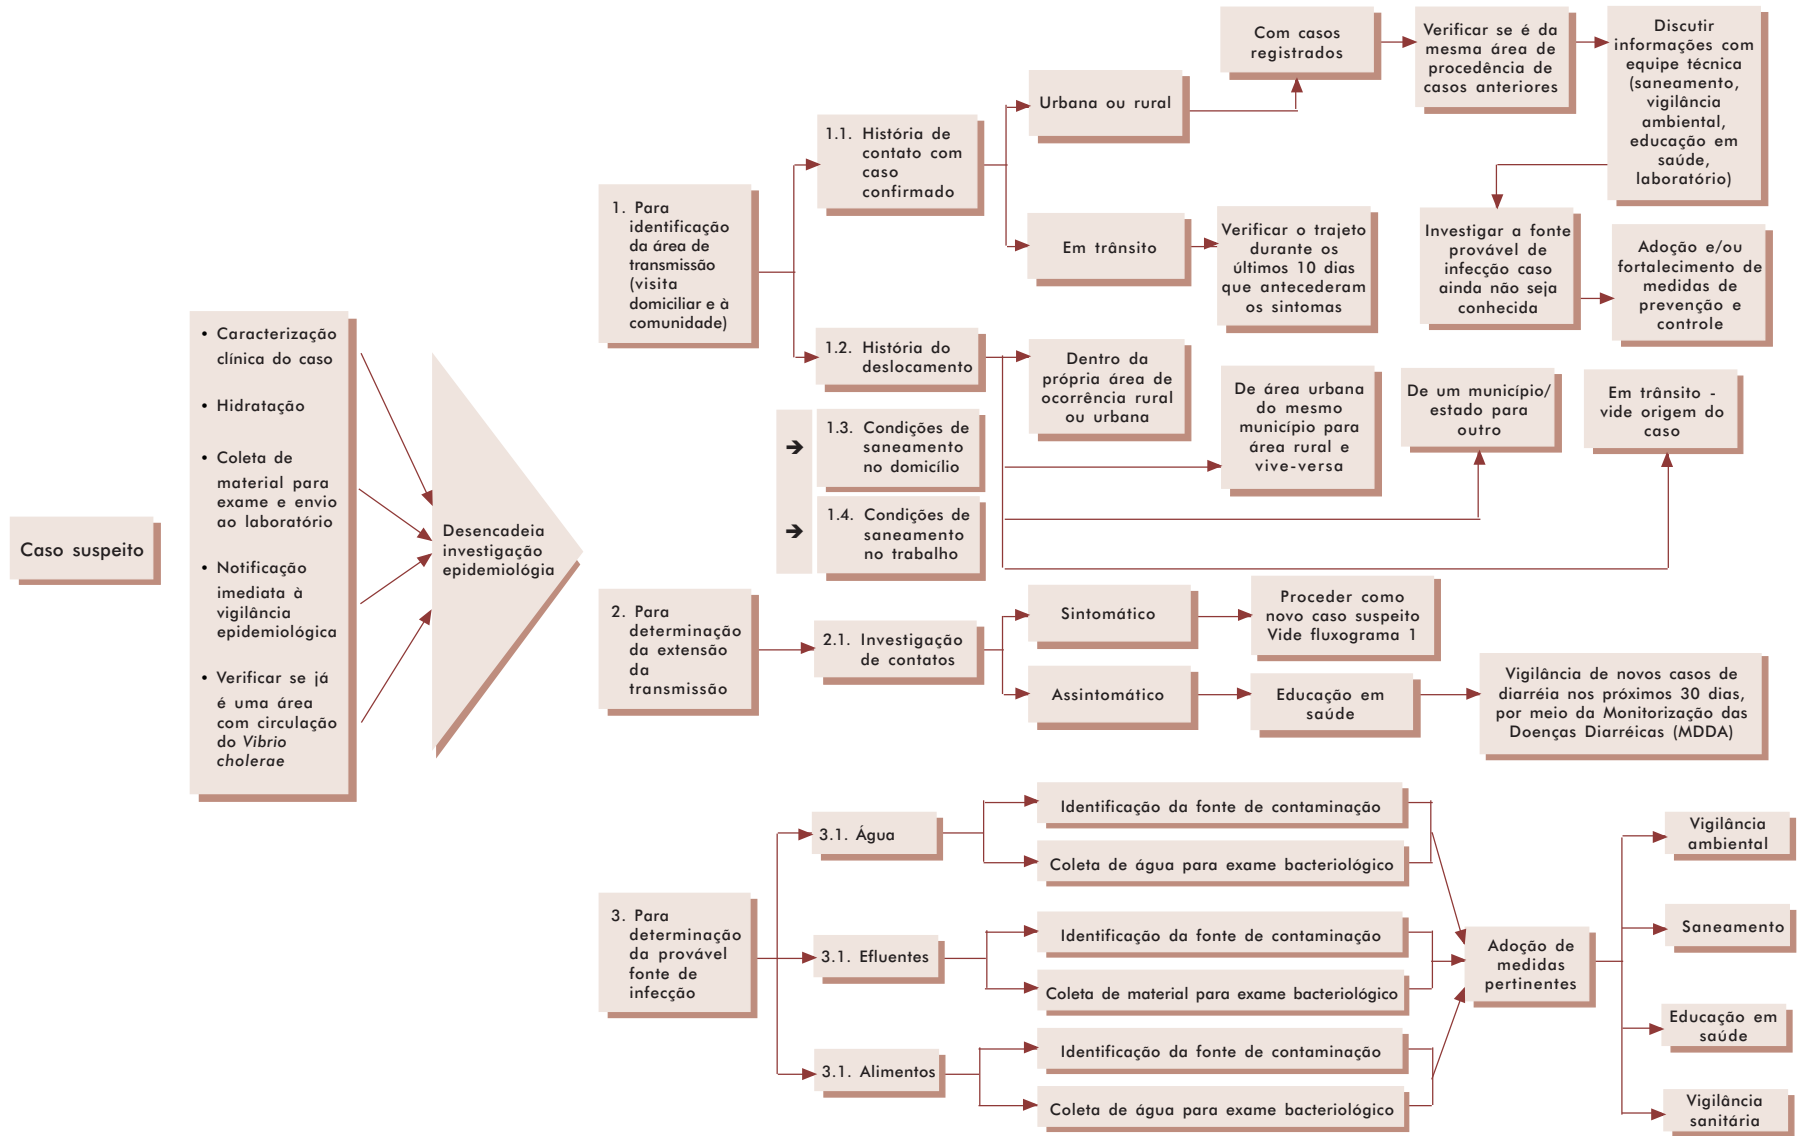 Caso suspeito
• Caracterização
clínica do caso
• Hidratação
• Coleta de
material para
exame e envio
ao laboratório
• Notificação
imediata à
vigilância
epidemiológica
• Verificar se já
é uma área
com circulação
do Vibrio
cholerae
Desencadeia
investigação
epidemiológia
1. Para
identificação
da área de
transmissão
(visita
domiciliar e à
comunidade)
1.1. História de
contato com
caso
confirmado
Urbana ou rural
Com casos
registrados
Verificar se é da
mesma área de
procedência de
casos anteriores
Discutir
informações com
equipe técnica
(saneamento,
vigilância
ambiental,
educação em
saúde,
laboratório)
Investigar a fonte
provável de
infecção caso
ainda não seja
conhecida
Adoção e/ou
fortalecimento de
medidas de
prevenção e
controle
Em trânsito
Verificar o trajeto
durante os
últimos 10 dias
que antecederam
os sintomas
1.2. História do
deslocamento
Dentro da
própria área de
ocorrência rural
ou urbana
De área urbana
do mesmo
município para
área rural e
vive-versa
De um município/
estado para
outro
Em trânsito -
vide origem do
caso
➔
1.3. Condições de
saneamento
no domicílio
➔
1.4. Condições de
saneamento
no trabalho
2. Para
determinação
da extensão
da
transmissão
2.1. Investigação
de contatos
Sintomático
Proceder como
novo caso suspeito
Vide fluxograma 1
Assintomático
Educação em
saúde
Vigilância de novos casos de
diarréia nos próximos 30 dias,
por meio da Monitorização das
Doenças Diarréicas (MDDA)
3. Para
determinação
da provável
fonte de
infecção
3.1. Água
Identificação da fonte de contaminação
Coleta de água para exame bacteriológico
3.1. Efluentes
Identificação da fonte de contaminação
Coleta de material para exame bacteriológico
3.1. Alimentos
Identificação da fonte de contaminação
Coleta de água para exame bacteriológico
Adoção de
medidas
pertinentes
Vigilância
ambiental
Saneamento
Educação em
saúde
Vigilância
sanitária